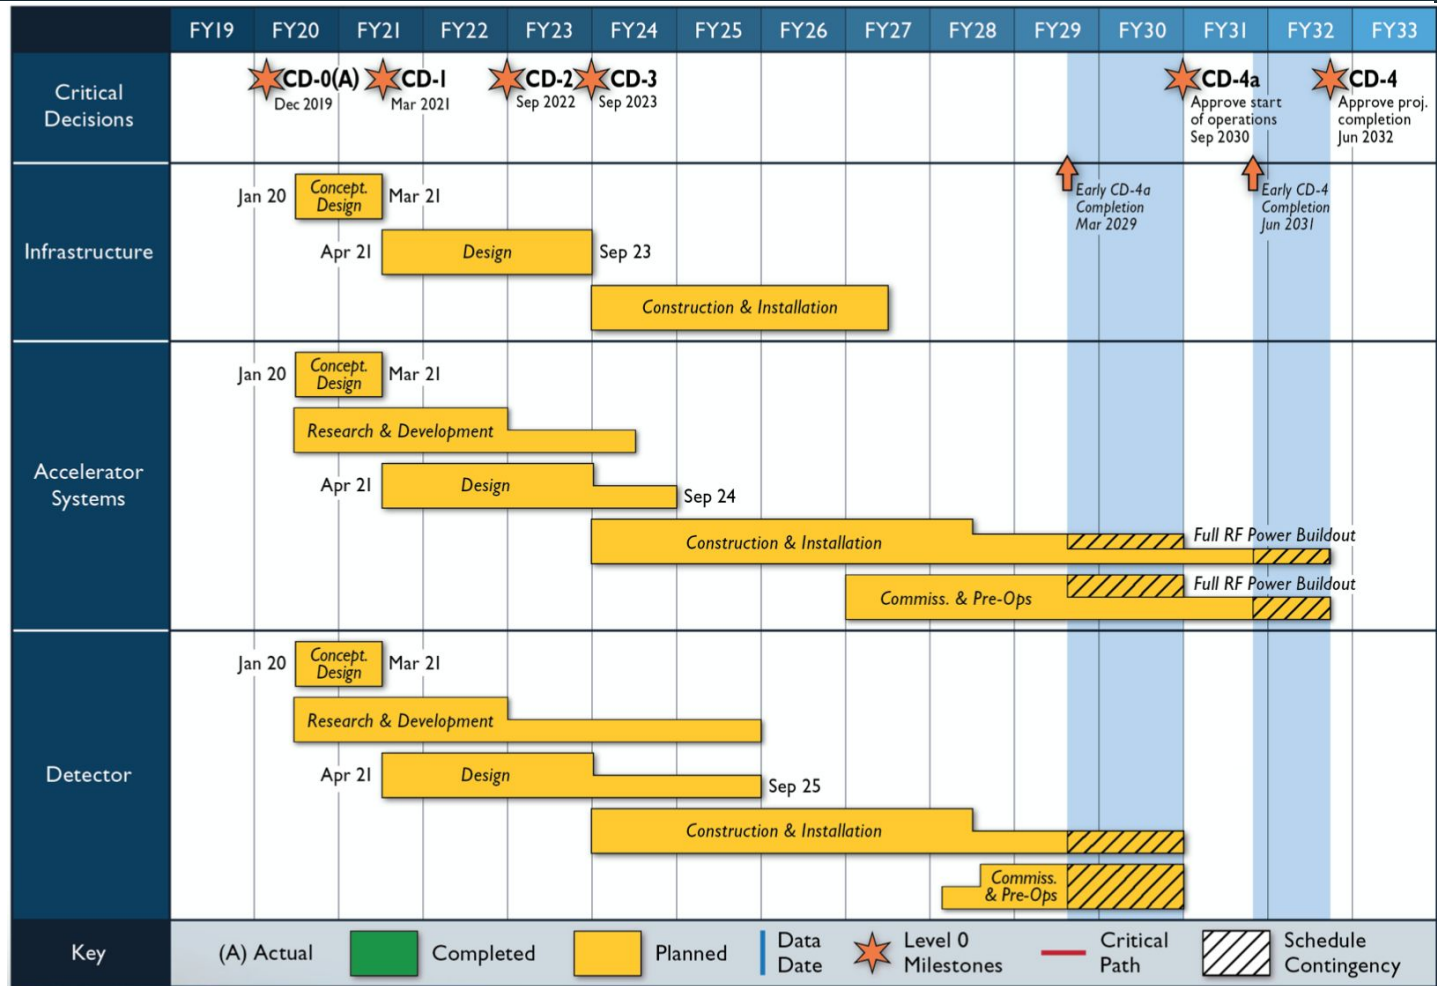 FY19 FY20 FY21 FY22 FY23 FY24 FY25 FY26 FY27 FY28 FY29 FY30 FY31 FY32 FY33
Critical
Decisions
CD-0(A)
Dec 2019
CD-1
Mar 2021
CD-2
Sep 2022
CD-3
Sep 2023
CD-4a
Approve start
of operations
Sep 2030
CD-4
Approve proj.
completion
Jun 2032
Early CD-4a
Completion
Mar 2029
Early CD-4
Completion
Jun 2031
Infrastructure
Jan 20
Concept.
Design
Mar 21
Apr 21
Design
Sep 23
Construction & Installation
Accelerator
Systems
Jan 20
Concept.
Design
Mar 21
Research & Development
Apr 21
Design
Sep 24
Construction & Installation
Full RF Power Buildout
Commiss. & Pre-Ops
Full RF Power Buildout
Detector
Jan 20
Concept.
Design
Mar 21
Research & Development
Apr 21
Design
Sep 25
Construction & Installation
Commiss.
& Pre-Ops
Key
(A) Actual
Completed
Planned
Data
Date
Level 0
Milestones
Critical
Path
Schedule
Contingency